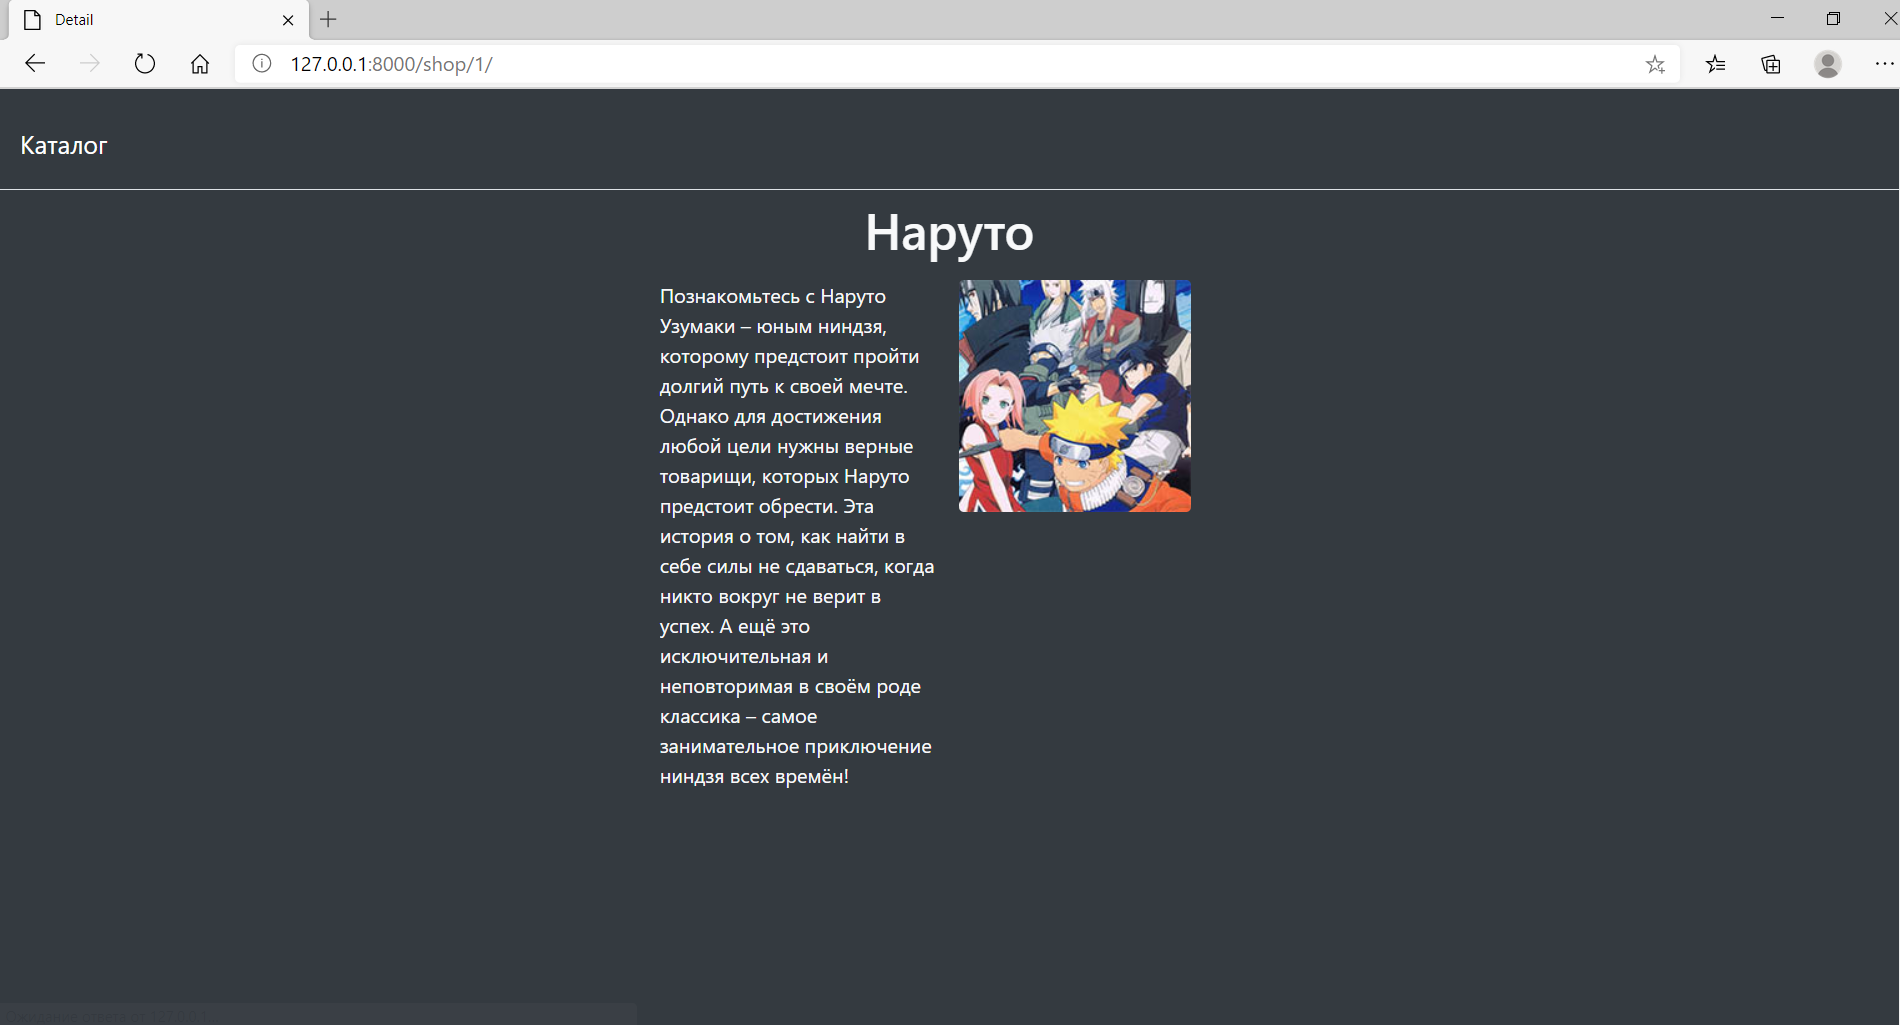 Detail
127.0.0.1:8000/shop/1/
Каталог
Наруто
Познакомьтесь с Наруто
Узумаки – юным ниндзя,
которому предстоит пройти
долгий путь к своей мечте.
Однако для достижения
любой цели нужны верные
товарищи, которых Наруто
предстоит обрести. Эта
история о том, как найти в
себе силы не сдаваться, когда
никто вокруг не верит в
успех. А ещё это
исключительная и
неповторимая в своём роде
классика – самое
занимательное приключение
ниндзя всех времён!